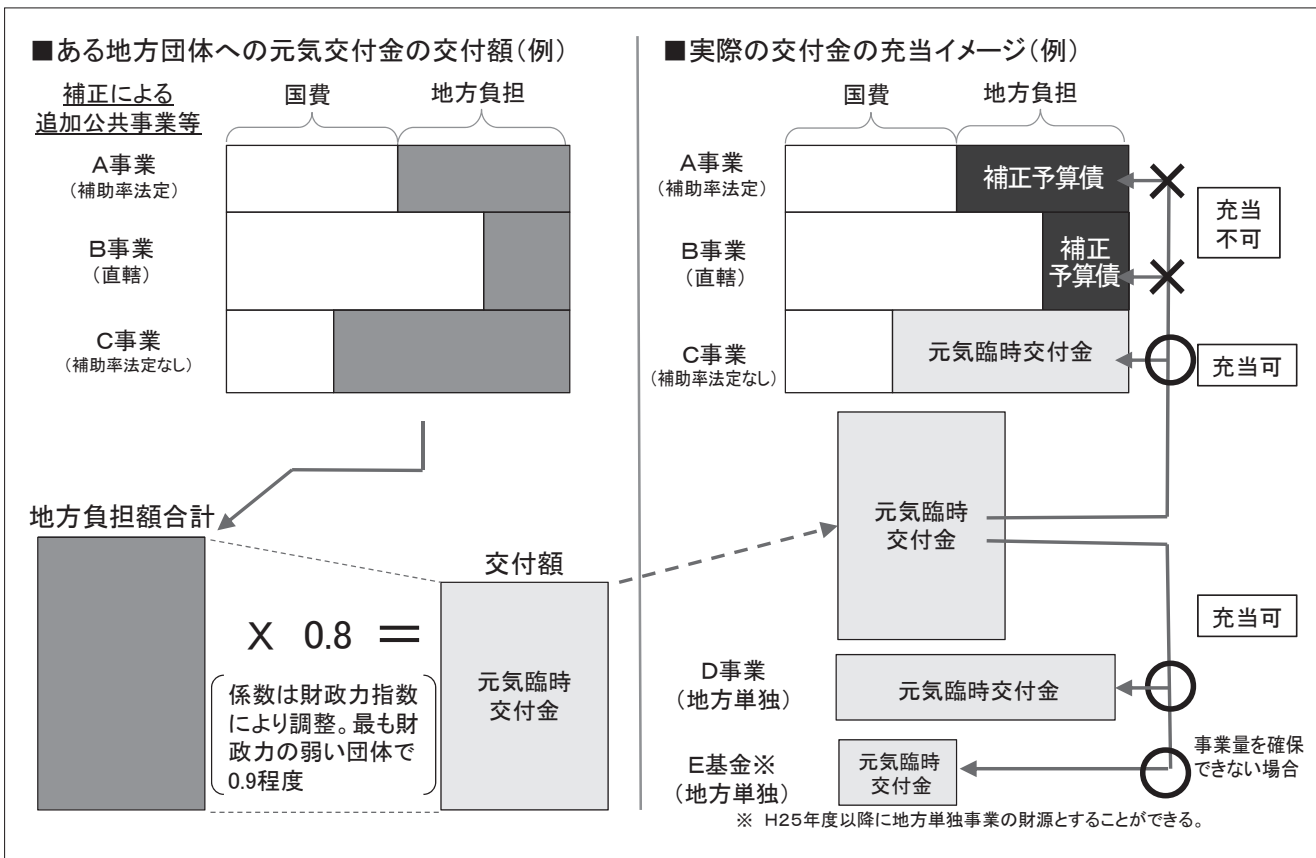 ■ある地方団体への元気交付金の交付額(例)
補正による
追加公共事業等
国費
地方負担
A事業
(補助率法定)
B事業
(直轄)
C事業
(補助率法定なし)
地方負担額合計
X 0.8 =
係数は財政力指数
により調整。最も財
政力の弱い団体で
0.9程度
交付額
元気臨時
交付金
■実際の交付金の充当イメージ(例)
国費
地方負担
A事業
(補助率法定)
補正予算債
B事業
(直轄)
補正
予算債
充当
不可
C事業
(補助率法定なし)
元気臨時交付金
充当可
元気臨時
交付金
充当可
D事業
(地方単独)
元気臨時交付金
E基金※
(地方単独)
元気臨時
交付金
事業量を確保
できない場合
※ H25年度以降に地方単独事業の財源とすることができる。